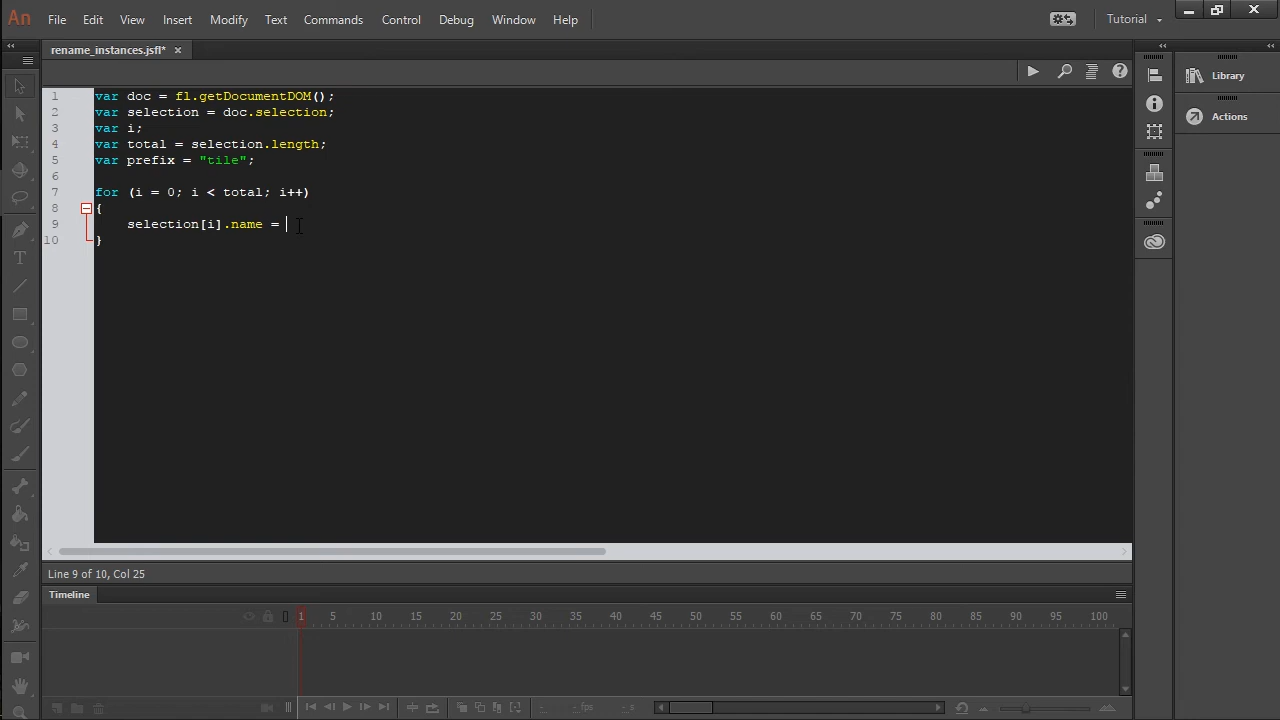 An File Edit View Insert Modify Text Commands Control Debug Window Help Tutorial
rename_instances.jsfl* ×
Library
Actions
1 var doc = fl.getDocumentDOM();
2 var selection = doc.selection;
3 var i;
4 var total = selection.length;
5 var prefix = "tile";
6
7 for (i = 0; i < total; i++)
8 {
9 selection[i].name =
10 }
T
Line 9 of 10, Col 25
Timeline
1 5 10 15 20 25 30 35 40 45 50 55 60 65 70 75 80 85 90 95 100
fps s